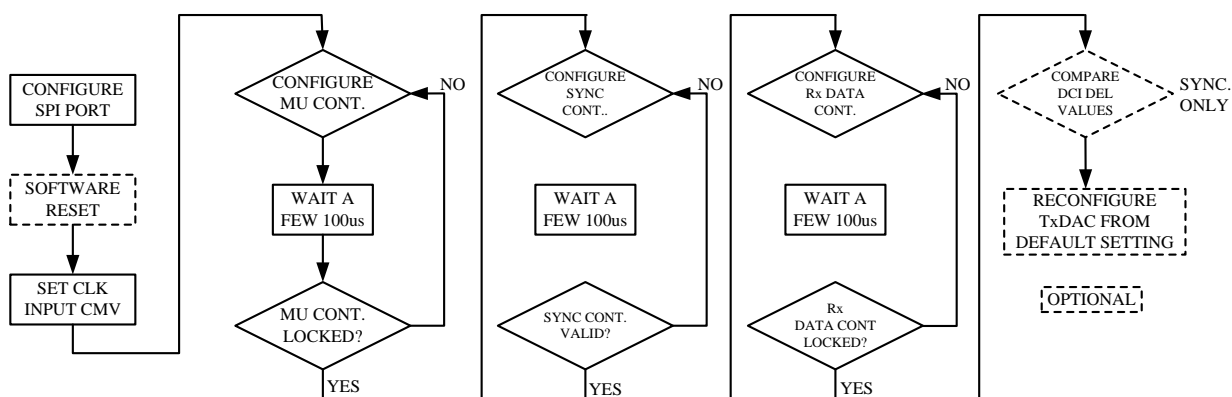 CONFIGURE
SPI PORT
SOFTWARE
RESET
SET CLK
INPUT CMV
CONFIGURE
MU CONT.
NO
WAIT A
FEW 100us
MU CONT.
LOCKED?
YES
CONFIGURE
SYNC
CONT..
NO
WAIT A
FEW 100us
SYNC CONT.
VALID?
YES
CONFIGURE
Rx DATA
CONT.
NO
WAIT A
FEW 100us
Rx
DATA CONT
LOCKED?
YES
COMPARE
DCI DEL
VALUES
SYNC.
ONLY
RECONFIGURE
TxDAC FROM
DEFAULT SETTING
OPTIONAL